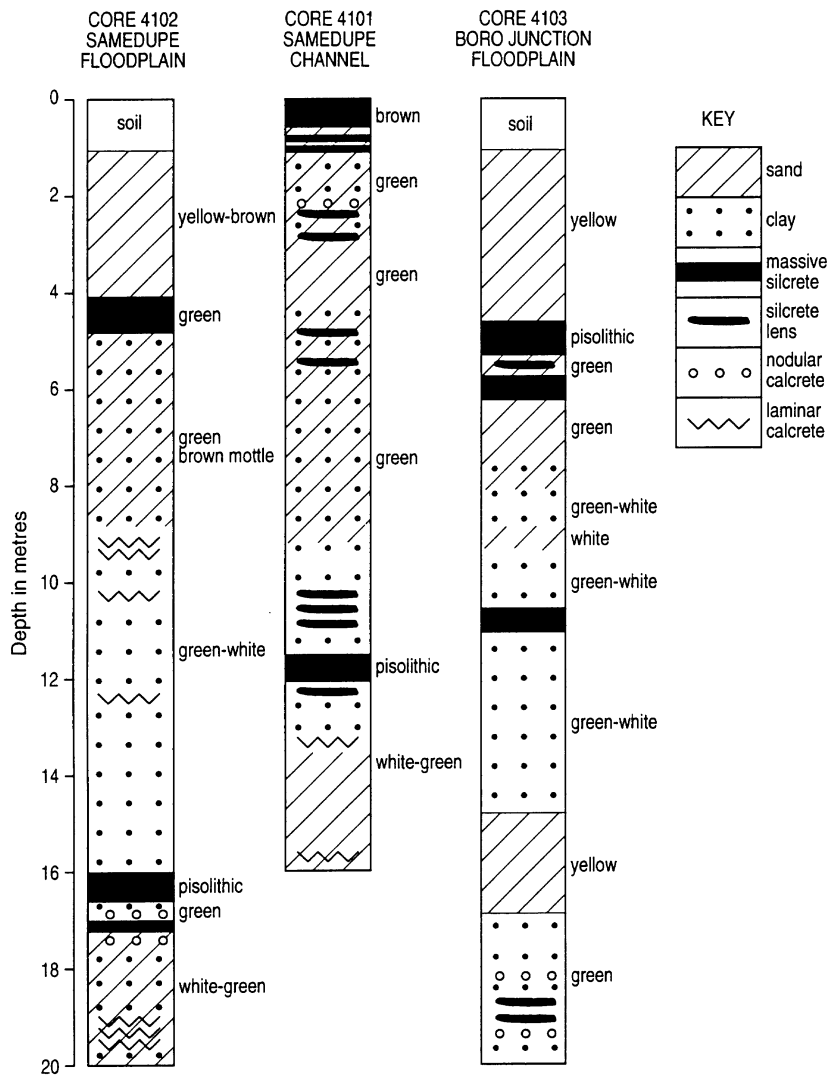 CORE 4102
SAMEDUPE
FLOODPLAIN
CORE 4101
SAMEDUPE
CHANNEL
CORE 4103
BORO JUNCTION
FLOODPLAIN
Depth in metres
0
2
4
6
8
10
12
14
16
18
20
soil
yellow-brown
green
green
brown mottle
green-white
pisolithic
green
white-green
brown
green
green
green
pisolithic
white-green
soil
yellow
pisolithic
green
green
green-white
white
green-white
green-white
yellow
green
KEY
sand
clay
massive
silcrete
silcrete
lens
nodular
calcrete
laminar
calcrete